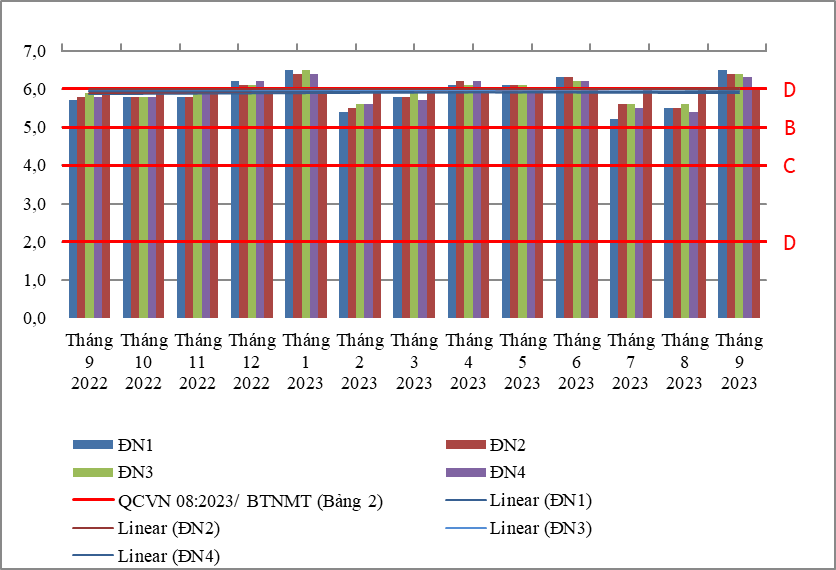 7,0
6,0
D
5,0
B
4,0
C
3,0
2,0
D
1,0
0,0
Tháng Tháng Tháng Tháng Tháng Tháng Tháng Tháng Tháng Tháng Tháng Tháng Tháng
9 10 11 12 1 2 3 4 5 6 7 8 9
2022 2022 2022 2022 2023 2023 2023 2023 2023 2023 2023 2023 2023
ĐN1 ĐN2
ĐN3 ĐN4
QCVN 08:2023/ BTNMT (Bảng 2) Linear (ĐN1)
Linear (ĐN2) Linear (ĐN3)
Linear (ĐN4)